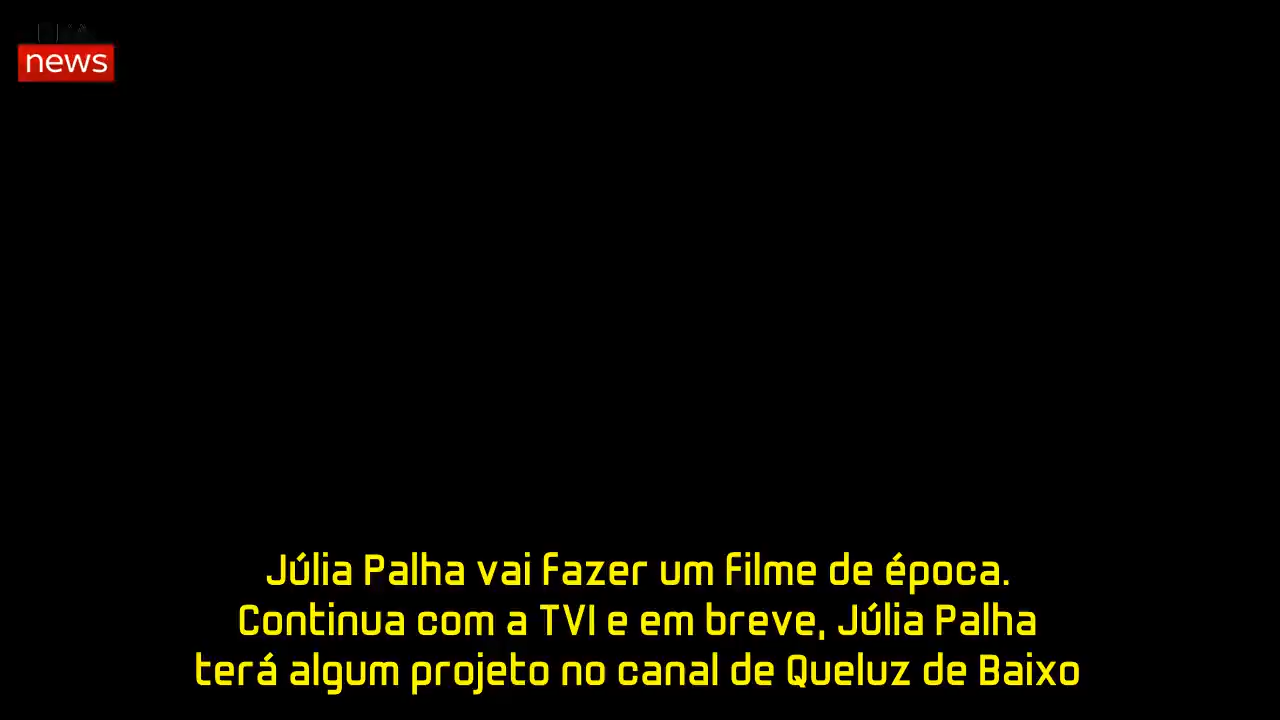 news
Júlia Palha vai fazer um filme de época.
Continua com a TVI e em breve, Júlia Palha
terá algum projeto no canal de Queluz de Baixo